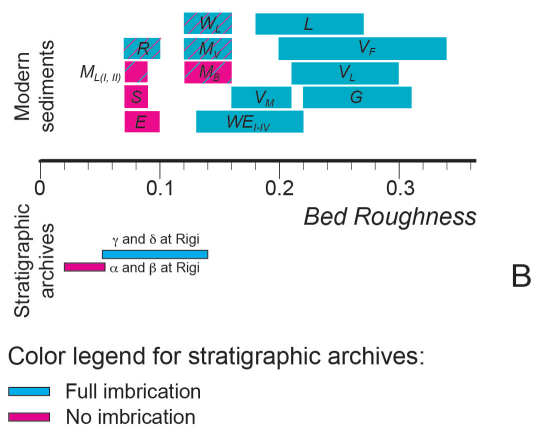 W_L L
R M_V V_F
M_L(I, II) M_B V_L
S V_M G
E WE_I-IV
Modern
sediments
0 0.1 0.2 0.3
Bed Roughness
Stratigraphic
archives
γ and δ at Rigi
α and β at Rigi
B
Color legend for stratigraphic archives:
Full imbrication
No imbrication